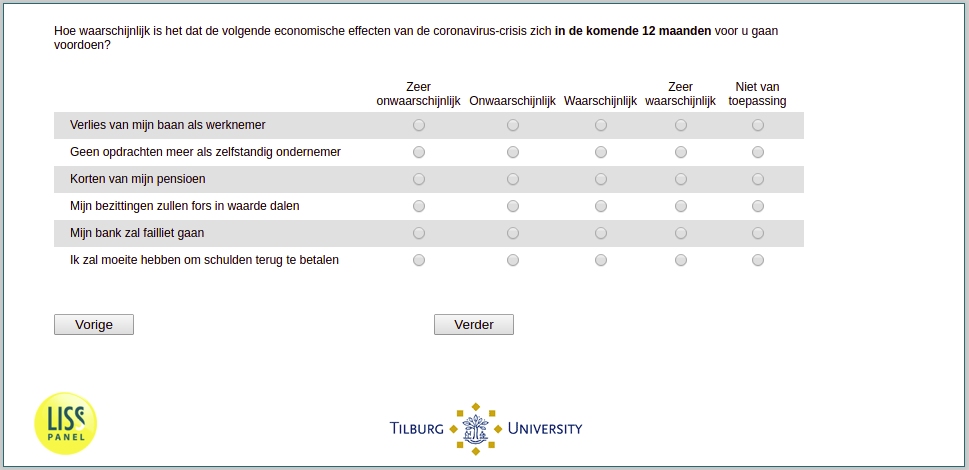 Hoe waarschijnlijk is het dat de volgende economische effecten van de coronavirus-crisis zich in de komende 12 maanden voor u gaan
voordoen?
Zeer onwaarschijnlijk Onwaarschijnlijk Waarschijnlijk Zeer waarschijnlijk Niet van toepassing
Verlies van mijn baan als werknemer
Geen opdrachten meer als zelfstandig ondernemer
Korten van mijn pensioen
Mijn bezittingen zullen fors in waarde dalen
Mijn bank zal failliet gaan
Ik zal moeite hebben om schulden terug te betalen
Vorige Verder
LISS
PANEL
TILBURG UNIVERSITY